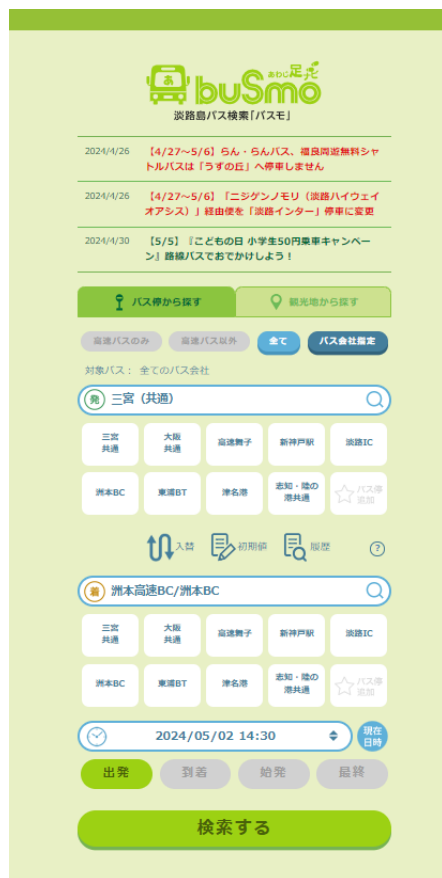 あわじ足ナビ
buSmo
淡路島バス検索「バスモ」
2024/4/26 【4/27～5/6】らん・らんバス、福良周遊無料シャ
トルバスは「うずの丘」へ停車しません
2024/4/26 【4/27～5/6】「ニジゲンノモリ（淡路ハイウェイ
オアシス）」経由便を「淡路インター」停車に変更
2024/4/30 【5/5】『こどもの日 小学生50円乗車キャンペー
ン』路線バスでおでかけしよう！
バス停から探す 観光地から探す
高速バスのみ 高速バス以外 全て バス会社指定
対象バス： 全てのバス会社
発 三宮（共通）
三宮
共通
大阪
共通
高速舞子
新神戸駅
淡路IC
洲本BC
東浦BT
津名港
志知・陸の
港共通
バス停
追加
入替 初期値 履歴 ?
着 洲本高速BC/洲本BC
三宮
共通
大阪
共通
高速舞子
新神戸駅
淡路IC
洲本BC
東浦BT
津名港
志知・陸の
港共通
バス停
追加
2024/05/02 14:30
現在
日時
出発 到着 始発 最終
検索する